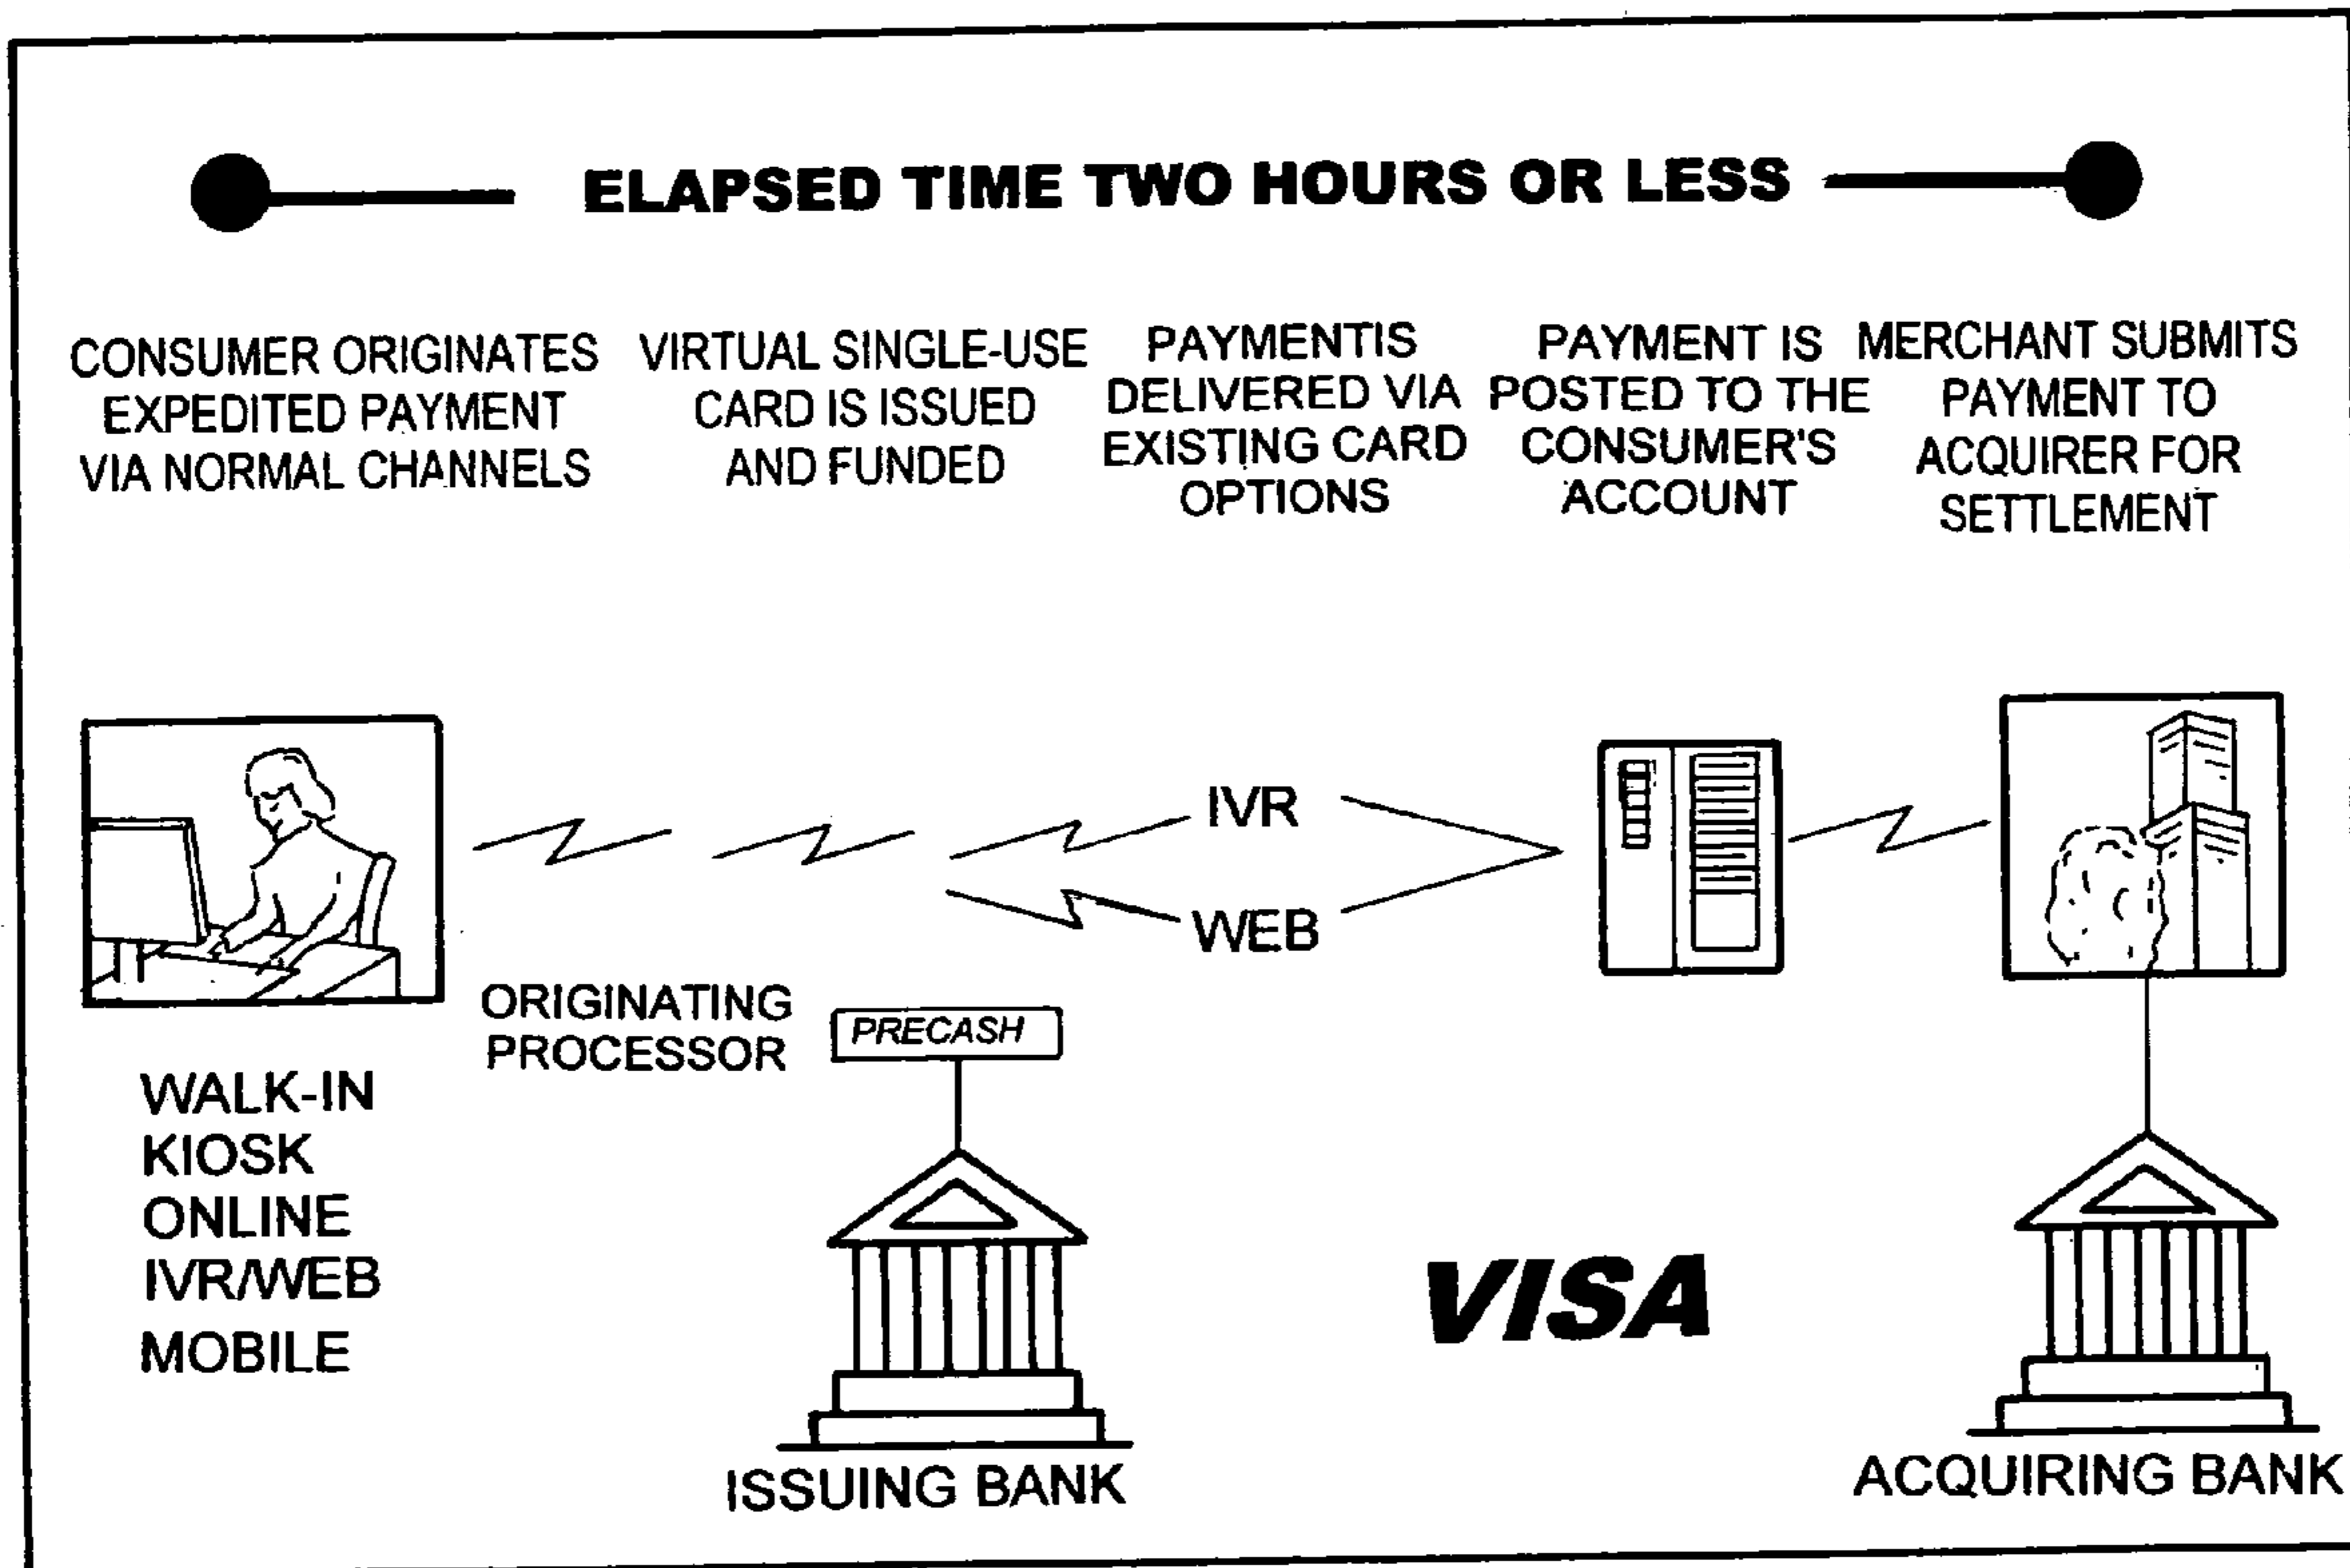 ELAPSED TIME TWO HOURS OR LESS
CONSUMER ORIGINATES
EXPEDITED PAYMENT
VIA NORMAL CHANNELS
VIRTUAL SINGLE-USE
CARD IS ISSUED
AND FUNDED
PAYMENTIS
DELIVERED VIA
EXISTING CARD
OPTIONS
PAYMENT IS
POSTED TO THE
CONSUMER'S
ACCOUNT
MERCHANT SUBMITS
PAYMENT TO
ACQUIRER FOR
SETTLEMENT
IVR
WEB
ORIGINATING
PROCESSOR
PRECASH
WALK-IN
KIOSK
ONLINE
IVR/WEB
MOBILE
ISSUING BANK
VISA
ACQUIRING BANK